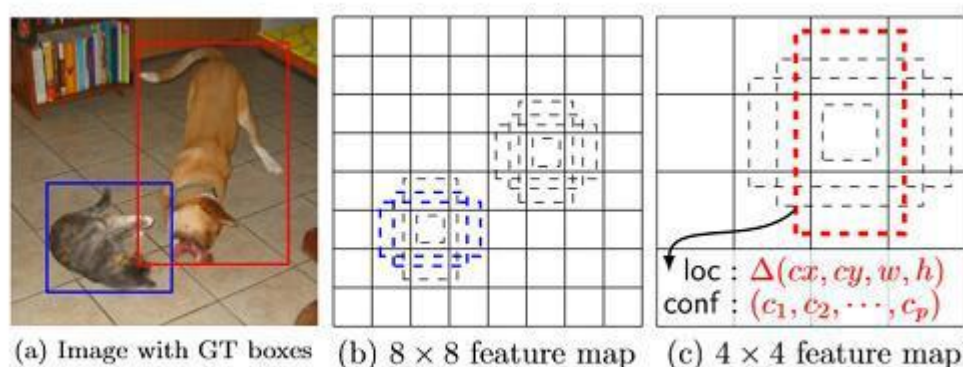 loc : Δ(cx, cy, w, h)
conf : (c₁, c₂, ⋯, cₚ)
(a) Image with GT boxes
(b) 8 × 8 feature map
(c) 4 × 4 feature map